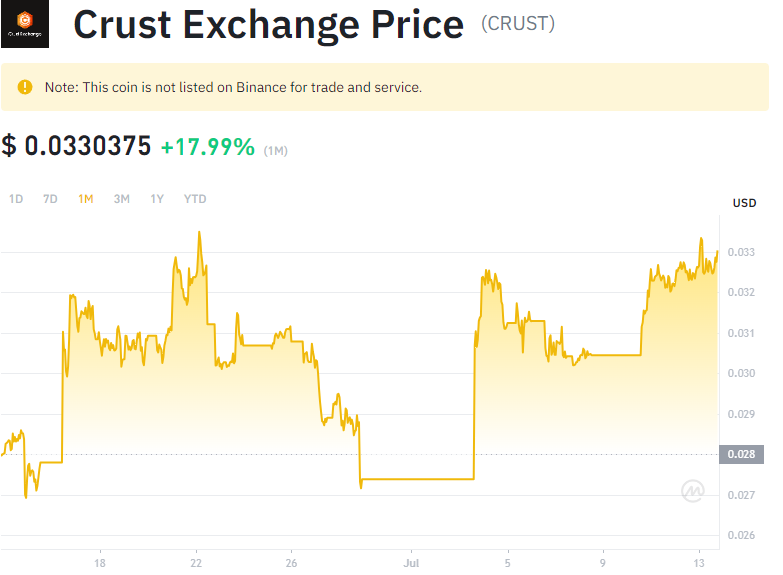 Crust Exchange
Crust Exchange Price (CRUST)
Note: This coin is not listed on Binance for trade and service.
$ 0.0330375 +17.99% (1M)
1D 7D 1M 3M 1Y YTD
USD
0.033
0.032
0.031
0.030
0.029
0.028
0.027
0.026
18 22 26 Jul 5 9 13